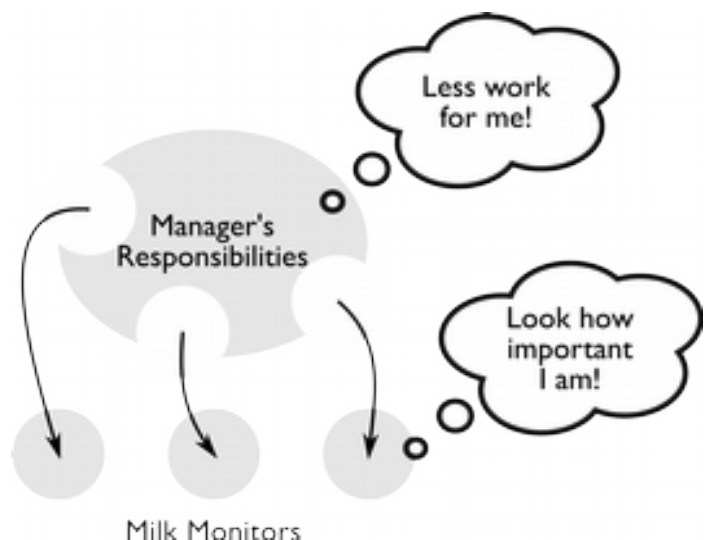 Less work
for me!
Manager's
Responsibilities
Look how
important
I am!
Milk Monitors